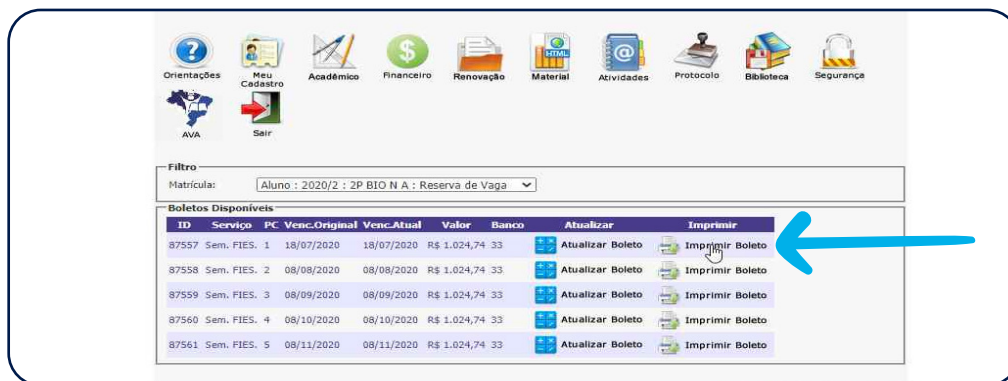 Orientações Meu Cadastro Acadêmico Financeiro Renovação HTML Material @ Atividades Protocolo Biblioteca Segurança
AVA Sair
Filtro
Matrícula: Aluno : 2020/2 : 2P BIO N A : Reserva de Vaga
Boletos Disponíveis
ID Serviço PC Venc.Original Venc.Atual Valor Banco Atualizar Imprimir
87557 Sem. FIES. 1 18/07/2020 18/07/2020 R$ 1.024,74 33 Atualizar Boleto Imprimir Boleto
87558 Sem. FIES. 2 08/08/2020 08/08/2020 R$ 1.024,74 33 Atualizar Boleto Imprimir Boleto
87559 Sem. FIES. 3 08/09/2020 08/09/2020 R$ 1.024,74 33 Atualizar Boleto Imprimir Boleto
87560 Sem. FIES. 4 08/10/2020 08/10/2020 R$ 1.024,74 33 Atualizar Boleto Imprimir Boleto
87561 Sem. FIES. 5 08/11/2020 08/11/2020 R$ 1.024,74 33 Atualizar Boleto Imprimir Boleto